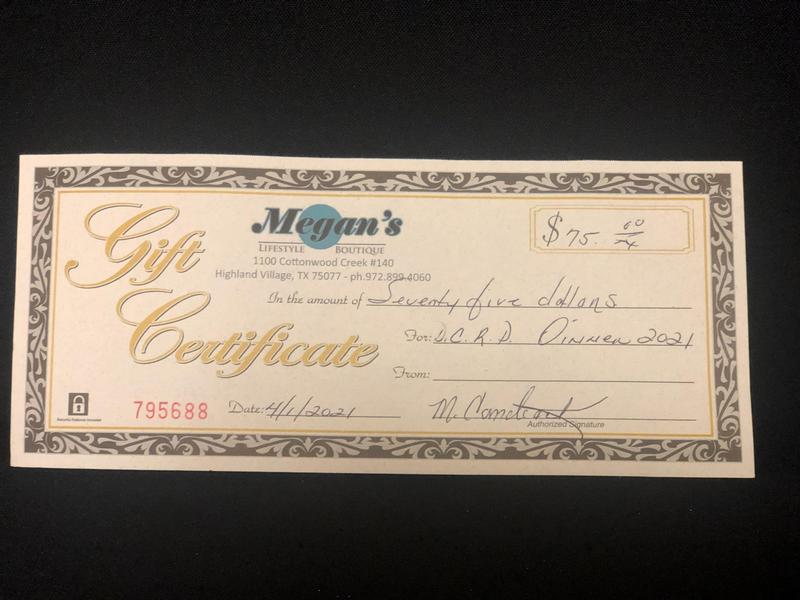 Gift Certificate
Megan's
LIFESTYLE BOUTIQUE
1100 Cottonwood Creek #140
Highland Village, TX 75077 - ph.972.899.4060
$75. 00
In the amount of Seventy five dollars
For: D.C.R.P. Dinner 2021
From:
795688 Date: 4/1/2021 M.
Authorized Signature